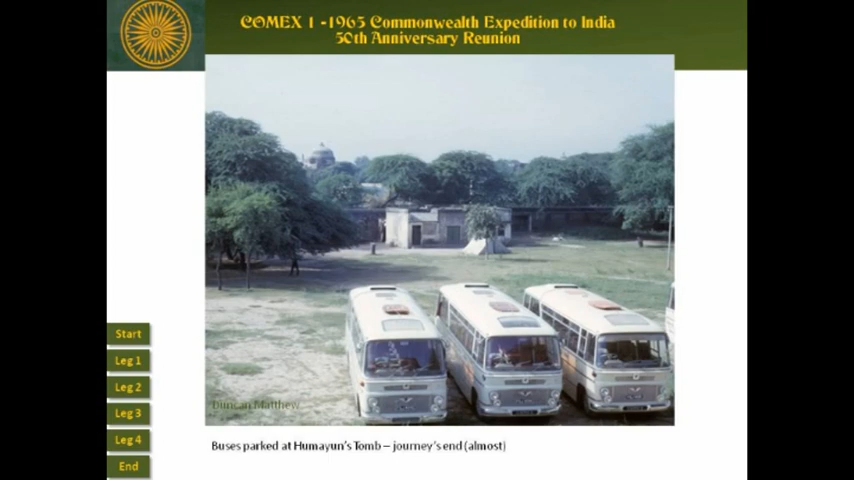 COMEX 1 -1965 Commonwealth Expedition to India
50th Anniversary Reunion
Start
Leg 1
Leg 2
Leg 3
Leg 4
End
Duncan Matthew
Buses parked at Humayun's Tomb – journey's end (almost)